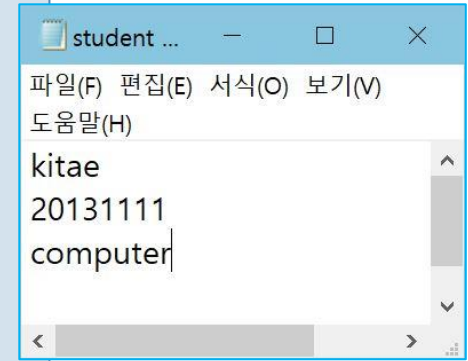 student ...
파일(F) 편집(E) 서식(O) 보기(V)
도움말(H)
kitae
20131111
computer